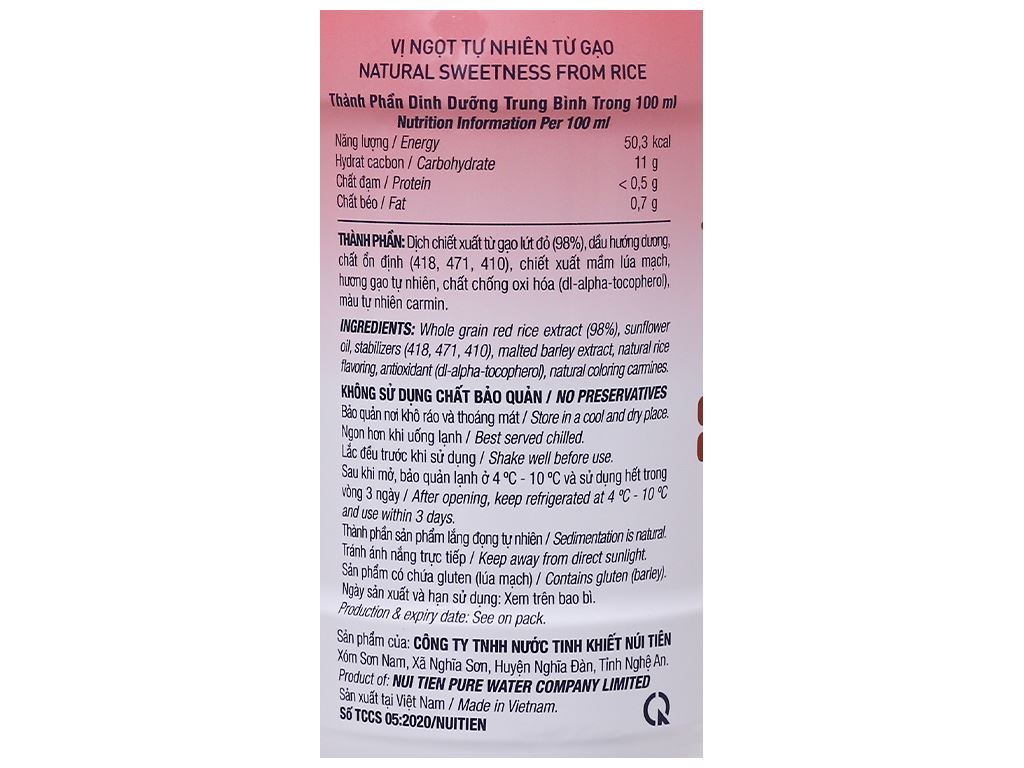 VỊ NGỌT TỰ NHIÊN TỪ GẠO
NATURAL SWEETNESS FROM RICE
Thành Phần Dinh Dưỡng Trung Bình Trong 100 ml
Nutrition Information Per 100 ml
Năng lượng / Energy 50,3 kcal
Hydrat cacbon / Carbohydrate 11 g
Chất đạm / Protein < 0,5 g
Chất béo / Fat 0,7 g
THÀNH PHẦN: Dịch chiết xuất từ gạo lứt đỏ (98%), dầu hướng dương,
chất ổn định (418, 471, 410), chiết xuất mầm lúa mạch,
hương gạo tự nhiên, chất chống oxi hóa (dl-alpha-tocopherol),
màu tự nhiên carmin.
INGREDIENTS: Whole grain red rice extract (98%), sunflower
oil, stabilizers (418, 471, 410), malted barley extract, natural rice
flavoring, antioxidant (dl-alpha-tocopherol), natural coloring carmines.
KHÔNG SỬ DỤNG CHẤT BẢO QUẢN / NO PRESERVATIVES
Bảo quản nơi khô ráo và thoáng mát / Store in a cool and dry place.
Ngon hơn khi uống lạnh / Best served chilled.
Lắc đều trước khi sử dụng / Shake well before use.
Sau khi mở, bảo quản lạnh ở 4 ºC - 10 ºC và sử dụng hết trong
vòng 3 ngày / After opening, keep refrigerated at 4 ºC - 10 ºC
and use within 3 days.
Thành phần sản phẩm lắng đọng tự nhiên / Sedimentation is natural.
Tránh ánh nắng trực tiếp / Keep away from direct sunlight.
Sản phẩm có chứa gluten (lúa mạch) / Contains gluten (barley).
Ngày sản xuất và hạn sử dụng: Xem trên bao bì.
Production & expiry date: See on pack.
Sản phẩm của: CÔNG TY TNHH NƯỚC TINH KHIẾT NÚI TIÊN
Xóm Sơn Nam, Xã Nghĩa Sơn, Huyện Nghĩa Đàn, Tỉnh Nghệ An.
Product of: NUI TIEN PURE WATER COMPANY LIMITED
Sản xuất tại Việt Nam / Made in Vietnam.
Số TCCS 05:2020/NUITIEN